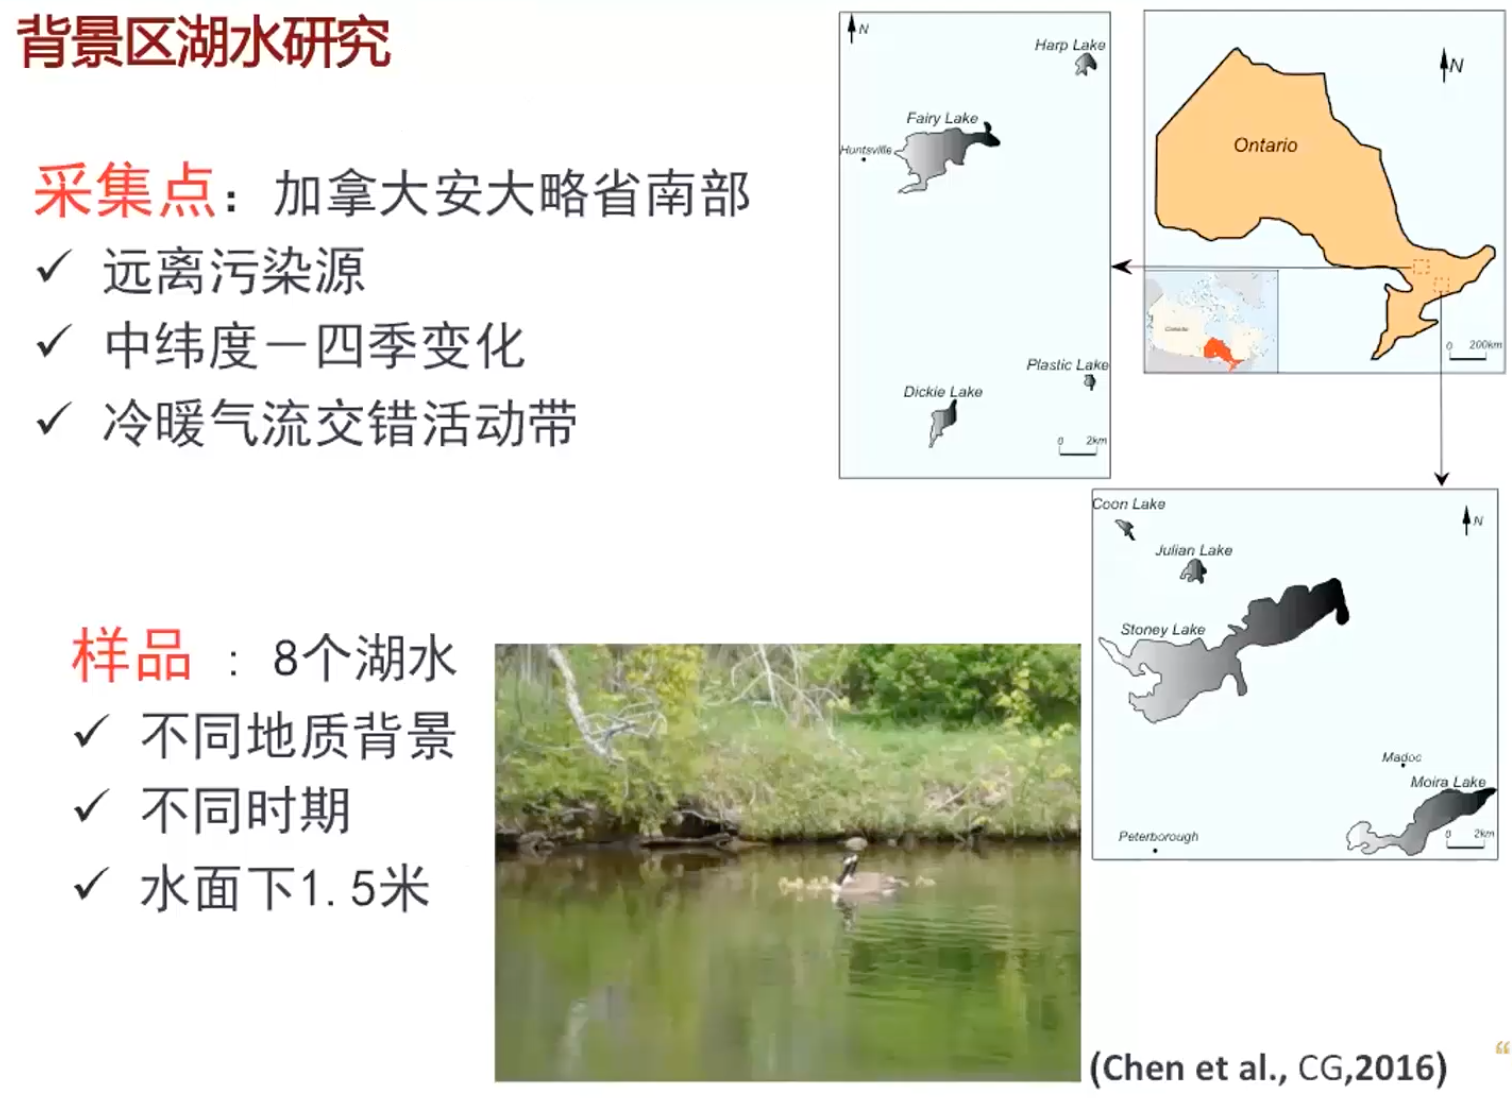 背景区湖水研究
采集点：加拿大安大略省南部
✓ 远离污染源
✓ 中纬度－四季变化
✓ 冷暖气流交错活动带
样品：8个湖水
✓ 不同地质背景
✓ 不同时期
✓ 水面下1.5米
N
Harp Lake
Fairy Lake
Huntsville
Plastic Lake
Dickie Lake
0 2km
N
Ontario
Canada
0 200km
Coon Lake
N
Julian Lake
Stoney Lake
Madoc
Moira Lake
Peterborough
0 2km
(Chen et al., CG,2016)
“